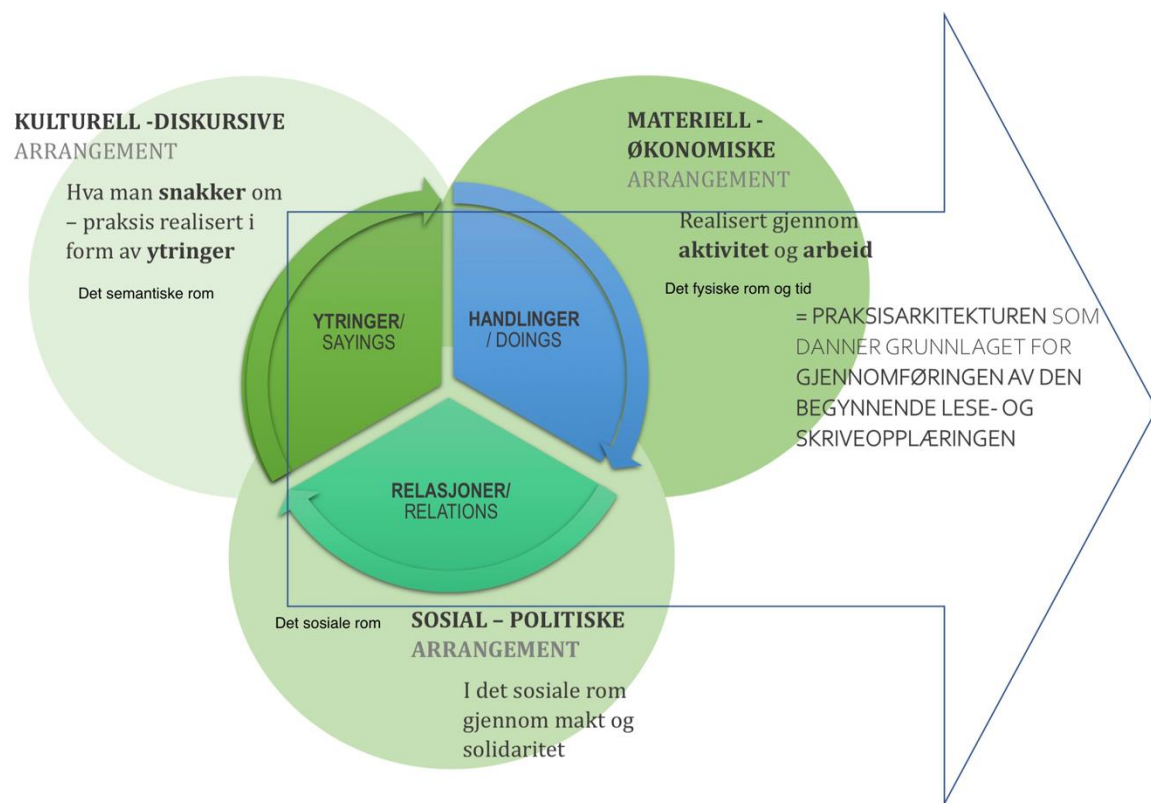 KULTURELL -DISKURSIVE
ARRANGEMENT
Hva man snakker om
– praksis realisert i
form av ytringer
Det semantiske rom
MATERIELL -
ØKONOMISKE
ARRANGEMENT
Realisert gjennom
aktivitet og arbeid
Det fysiske rom og tid
= PRAKSISARKITEKTUREN SOM
DANNER GRUNNLAGET FOR
GJENNOMFØRINGEN AV DEN
BEGYNNENDE LESE- OG
SKRIVEOPPLÆRINGEN
YTRINGER/
SAYINGS
HANDLINGER
/ DOINGS
RELASJONER/
RELATIONS
Det sosiale rom
SOSIAL – POLITISKE
ARRANGEMENT
I det sosiale rom
gjennom makt og
solidaritet